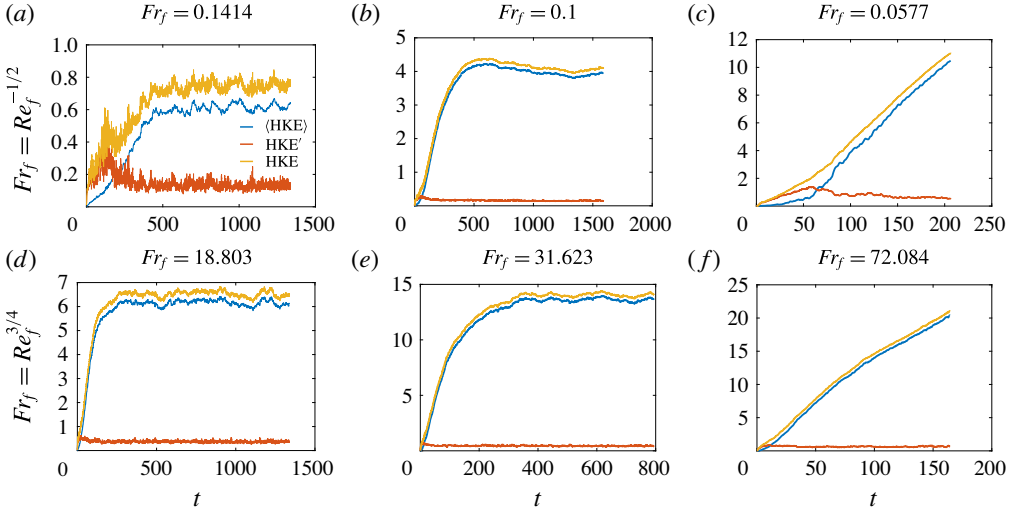 (a) Fr_f = 0.1414
(b) Fr_f = 0.1
(c) Fr_f = 0.0577
Fr_f = Re_f^{-1/2}
1.0
0.8
0.6
0.4
0.2
0 500 1000 1500
⟨HKE⟩
HKE′
HKE
5
4
3
2
1
0 500 1000 1500 2000
12
10
8
6
4
2
0 50 100 150 200 250
(d) Fr_f = 18.803
(e) Fr_f = 31.623
(f) Fr_f = 72.084
Fr_f = Re_f^{3/4}
7
6
5
4
3
2
1
0 500 1000 1500
t
15
10
15
0 200 400 600 800
t
25
20
15
10
5
0 50 100 150 200
t